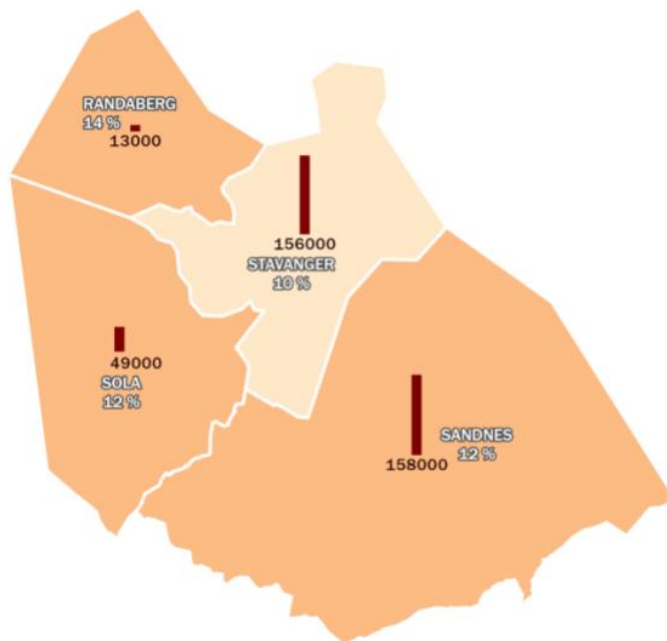 RANDABERG
14 %
13000
156000
STAVANGER
10 %
49000
SOLA
12 %
SANDNES
12 %
158000